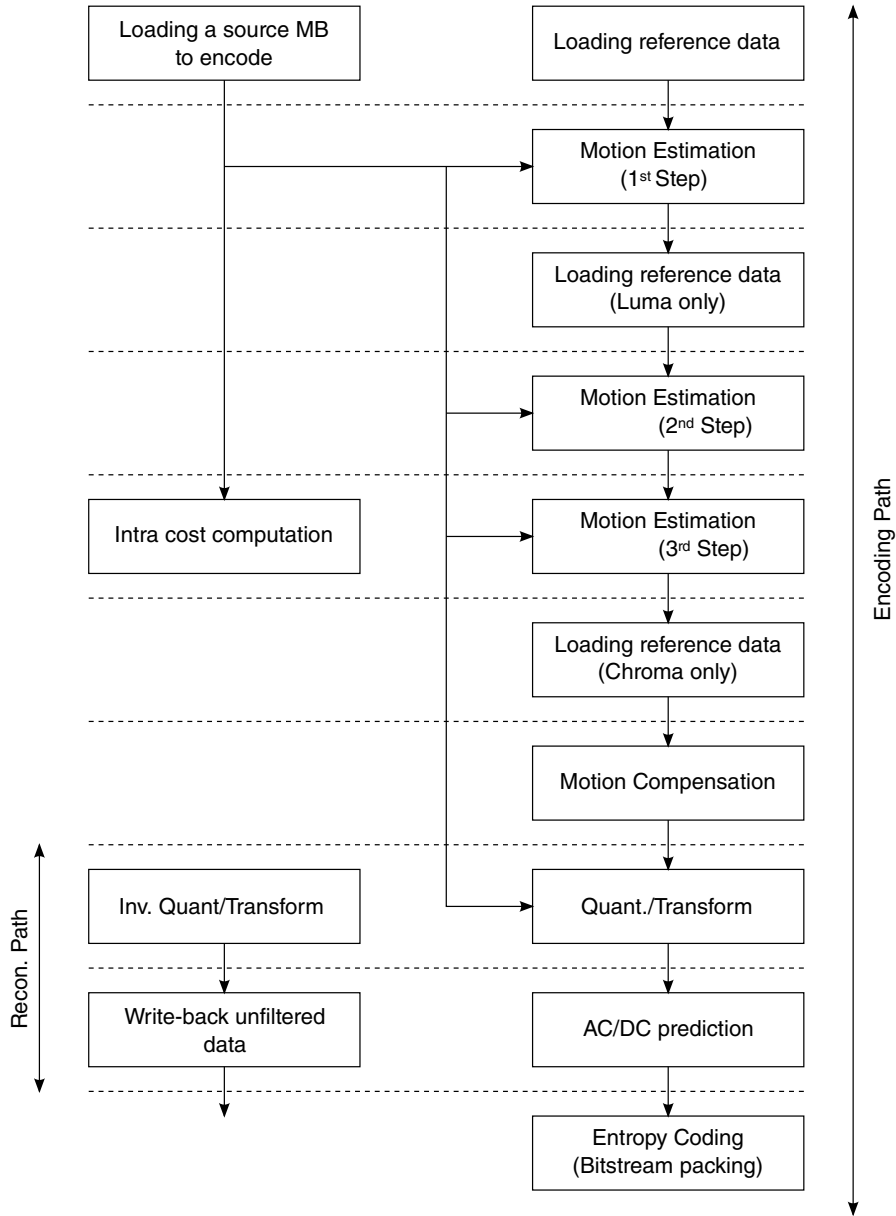 Loading a source MB
to encode
Loading reference data
Motion Estimation
(1st Step)
Loading reference data
(Luma only)
Motion Estimation
(2nd Step)
Intra cost computation
Motion Estimation
(3rd Step)
Loading reference data
(Chroma only)
Motion Compensation
Inv. Quant/Transform
Quant./Transform
Write-back unfiltered
data
AC/DC prediction
Entropy Coding
(Bitstream packing)
Recon. Path
Encoding Path